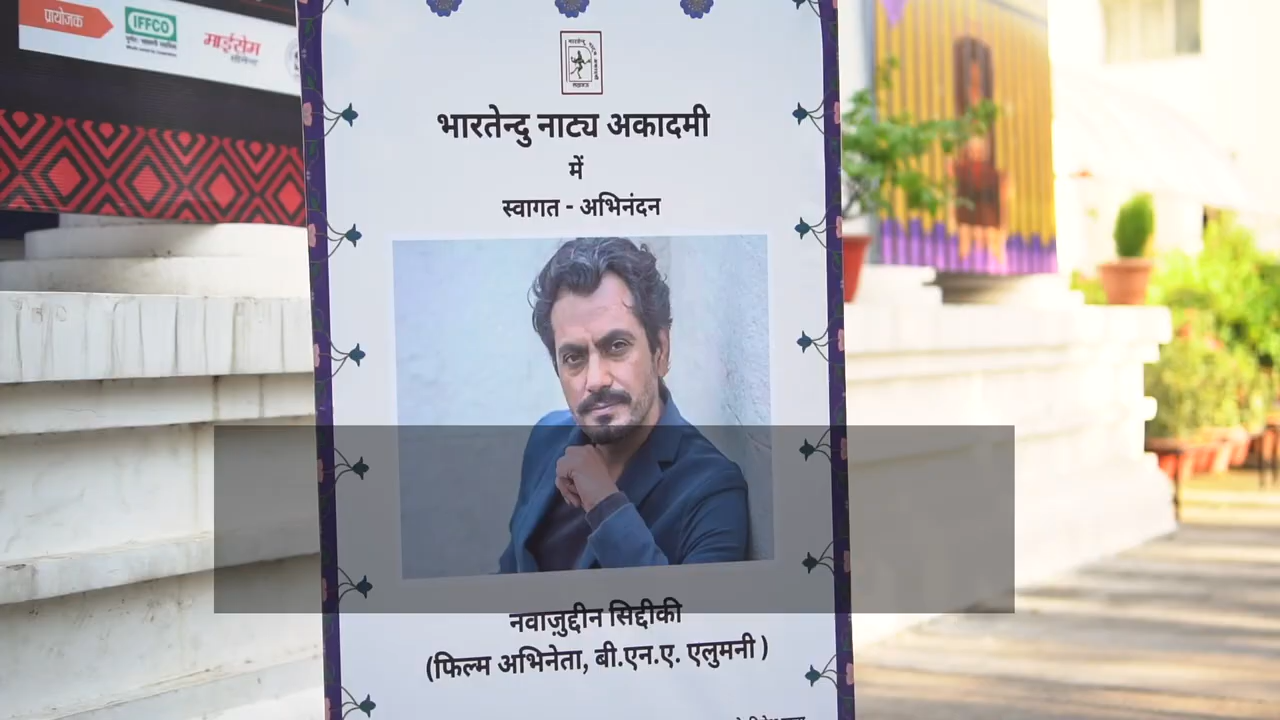 प्रायोजक
IFFCO
माईसेम
सीमेन्ट
भारतेन्दु नाट्य अकादमी
में
स्वागत - अभिनंदन
नवाज़ुद्दीन सिद्दीकी
(फिल्म अभिनेता, बी.एन.ए. एलुमनी )